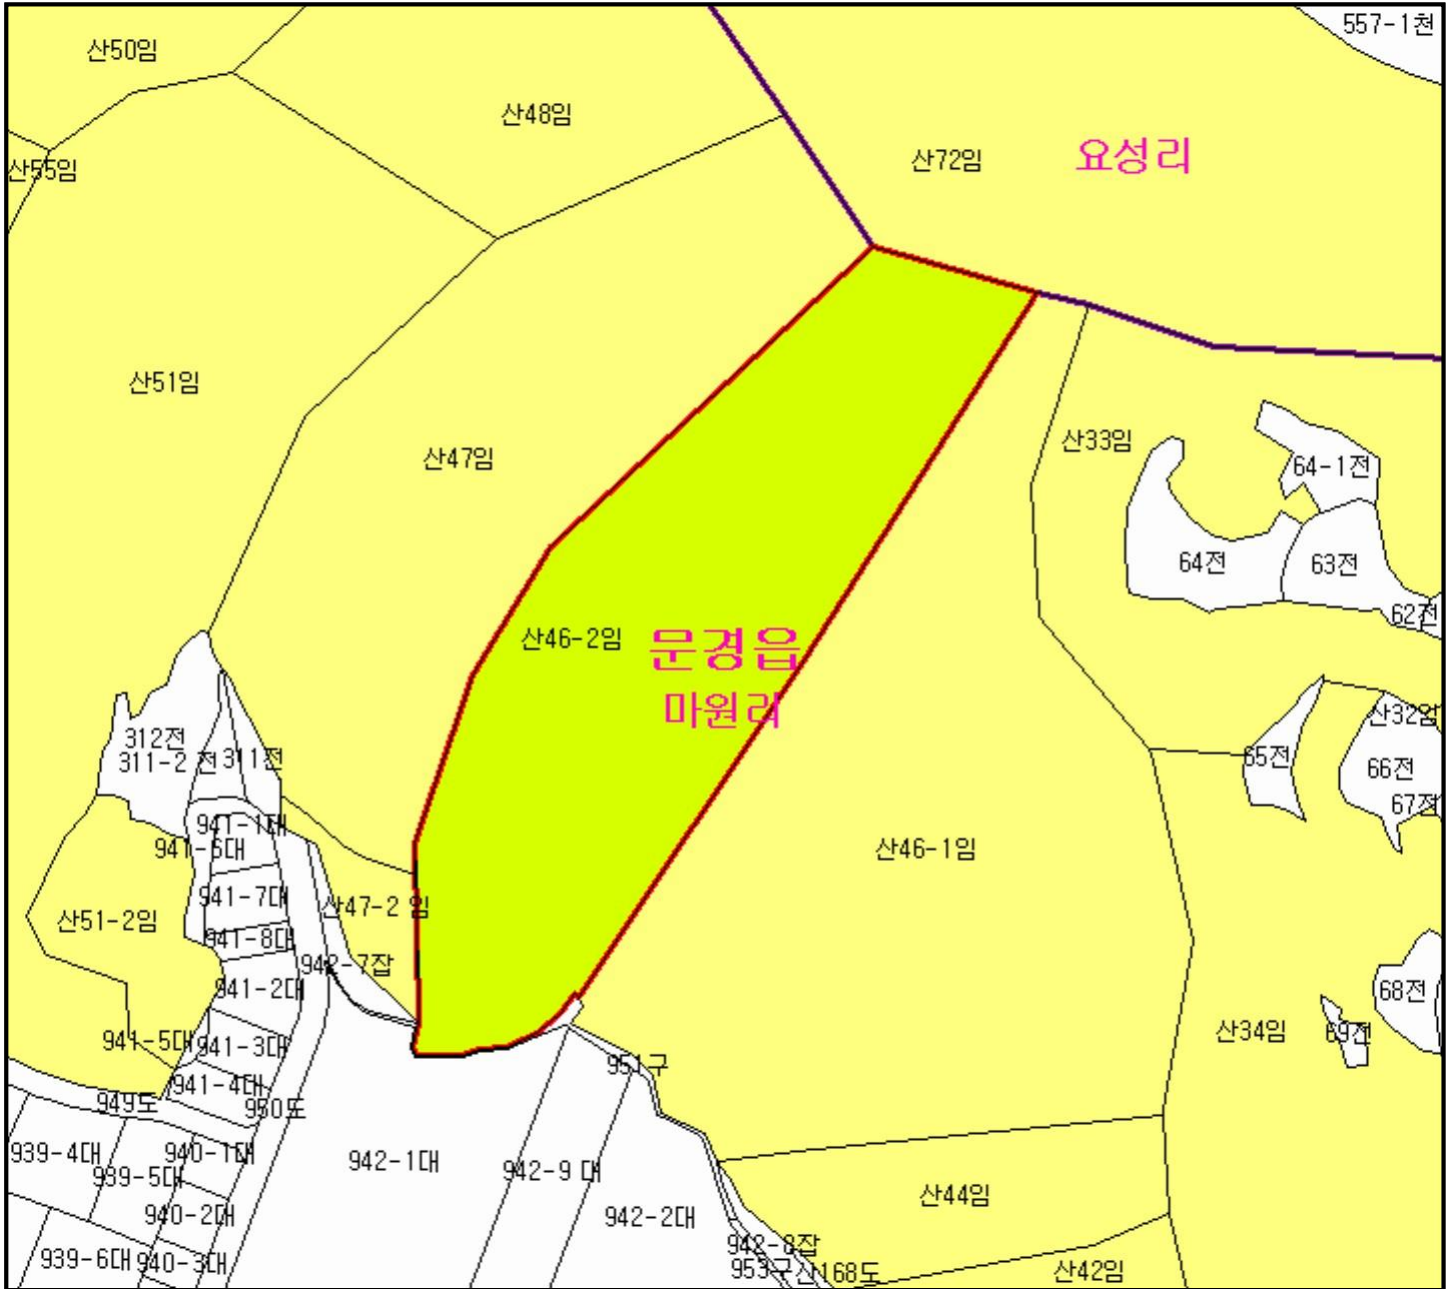 557-1천
산50임
산48임
산72임
요성리
산55임
산51임
산47임
산33임
64-1전
64전
63전
62전
산46-2임
문경읍
마원리
산32임
65전
66전
67전
312전
311-2 전
311전
941-1대
941-6대
산46-1임
941-7대
산47-2 임
산51-2임
941-8대
942-7잡
941-2대
68전
산34임
69전
941-5대
941-3대
951구
941-4대
949도
950도
939-4대
940-1대
939-5대
942-1대
942-9 대
940-2대
942-2대
산44임
939-6대
940-3대
942-8잡
953구
산168도
산42임